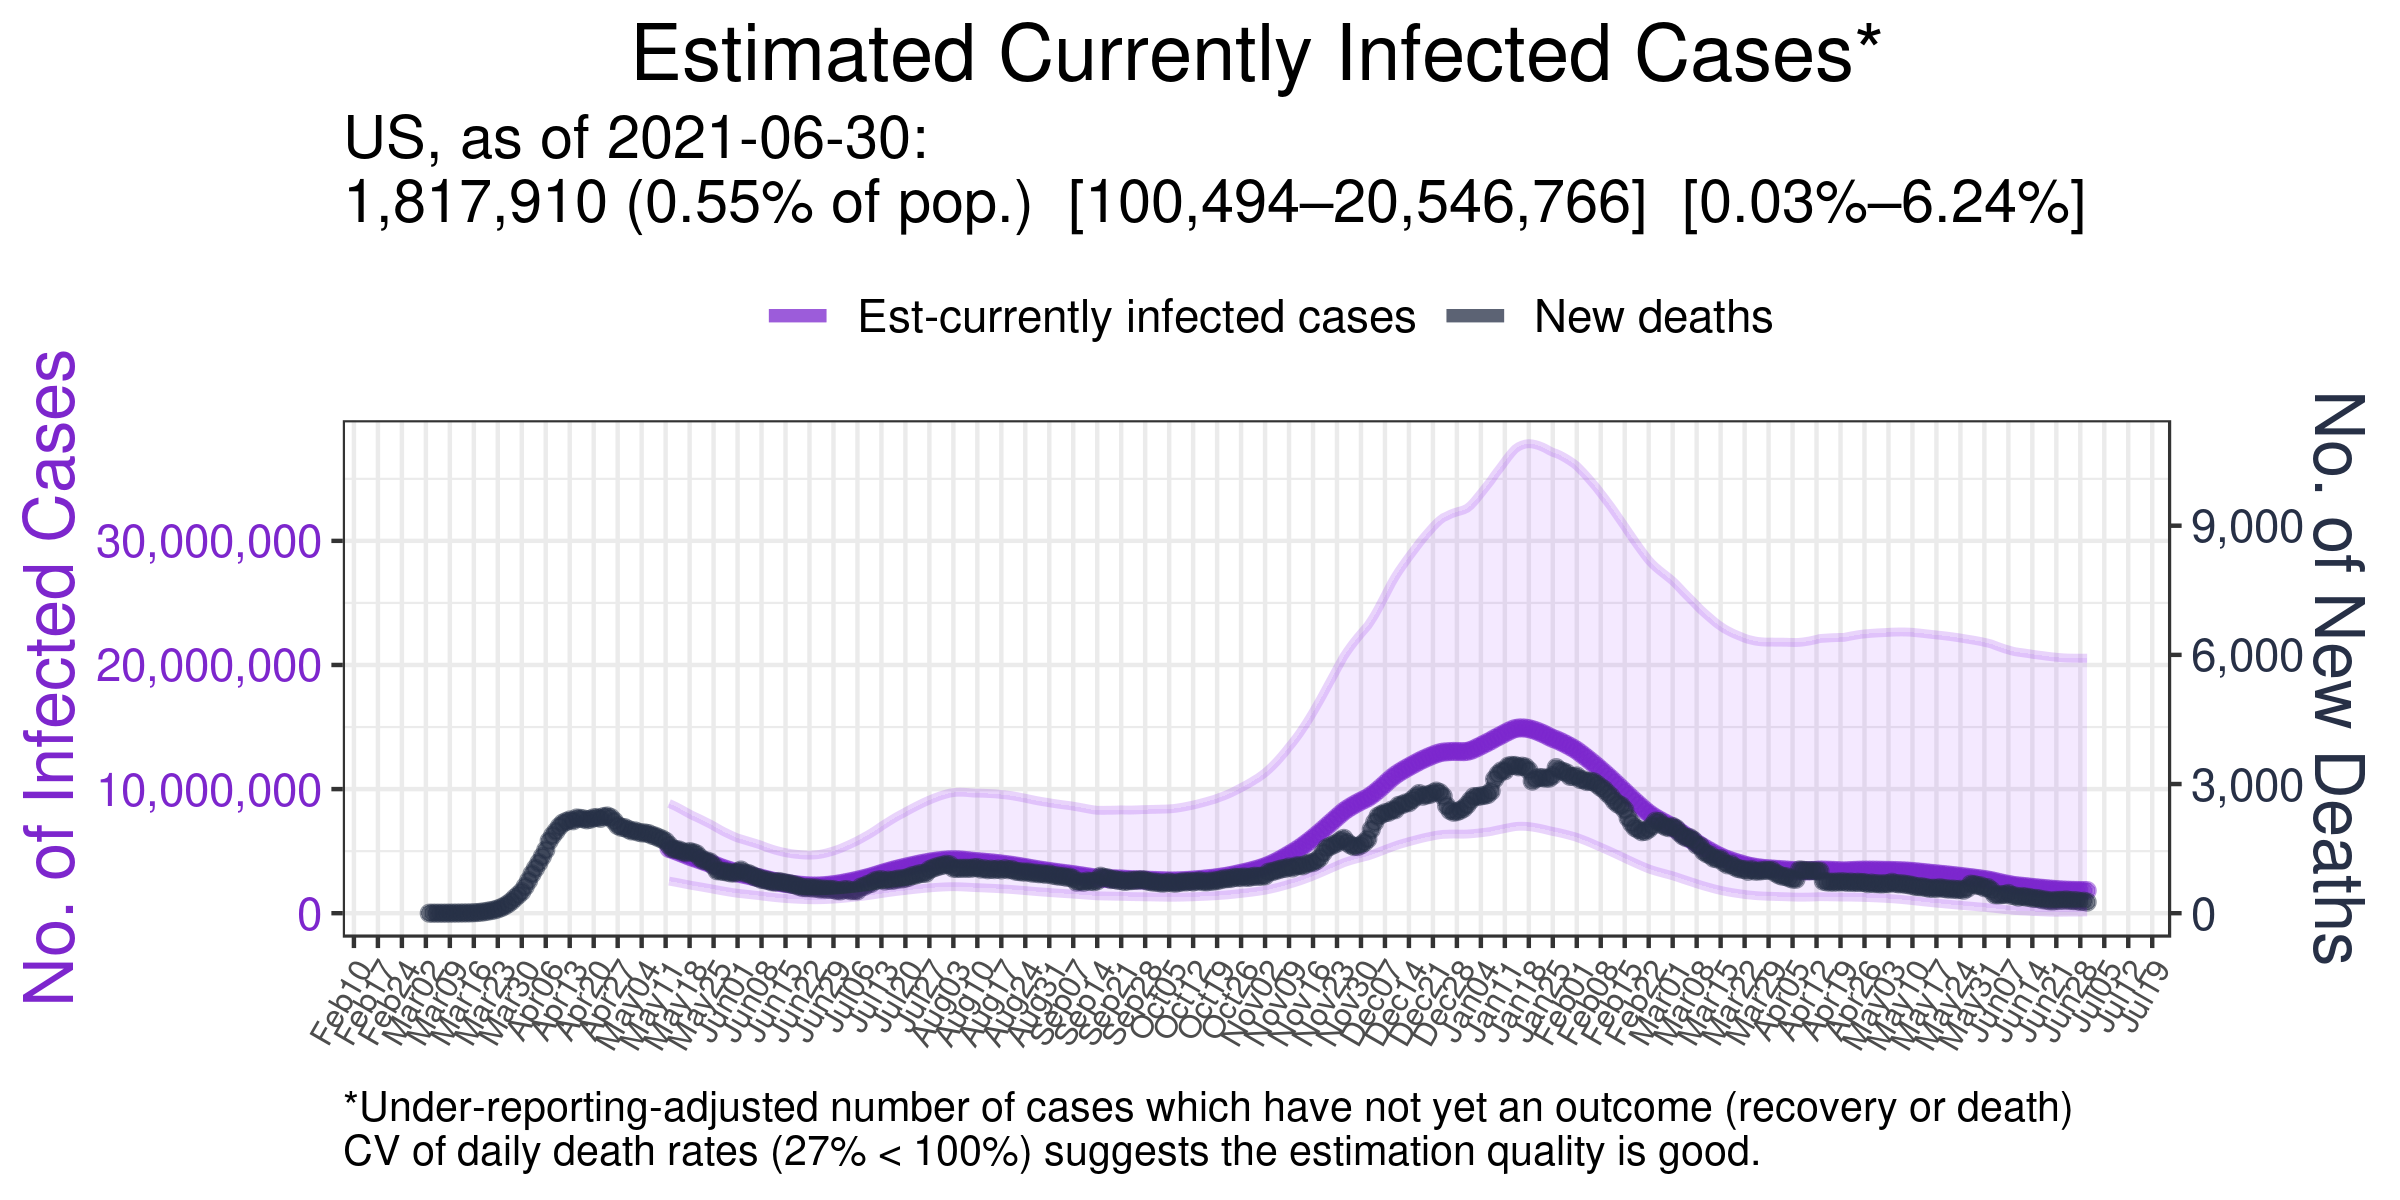 Estimated Currently Infected Cases*
US, as of 2021-06-30:
1,817,910 (0.55% of pop.) [100,494–20,546,766] [0.03%–6.24%]
Est-currently infected cases
New deaths
No. of Infected Cases
30,000,000
20,000,000
10,000,000
0
9,000
6,000
3,000
0
No. of New Deaths
Feb10
Feb17
Feb24
Mar02
Mar09
Mar16
Mar23
Mar30
Apr06
Apr13
Apr20
Apr27
May04
May11
May18
May25
Jun01
Jun08
Jun15
Jun22
Jun29
Jul06
Jul13
Jul20
Jul27
Aug03
Aug10
Aug17
Aug24
Aug31
Sep07
Sep14
Sep21
Sep28
Oct05
Oct12
Oct19
Oct26
Nov02
Nov09
Nov16
Nov23
Nov30
Dec07
Dec14
Dec21
Dec28
Jan04
Jan11
Jan18
Jan25
Feb01
Feb08
Feb15
Feb22
Mar01
Mar08
Mar15
Mar22
Mar29
Apr05
Apr12
Apr19
Apr26
May03
May10
May17
May24
May31
Jun07
Jun14
Jun21
Jun28
Jul05
Jul12
Jul19
*Under-reporting-adjusted number of cases which have not yet an outcome (recovery or death)
CV of daily death rates (27% < 100%) suggests the estimation quality is good.